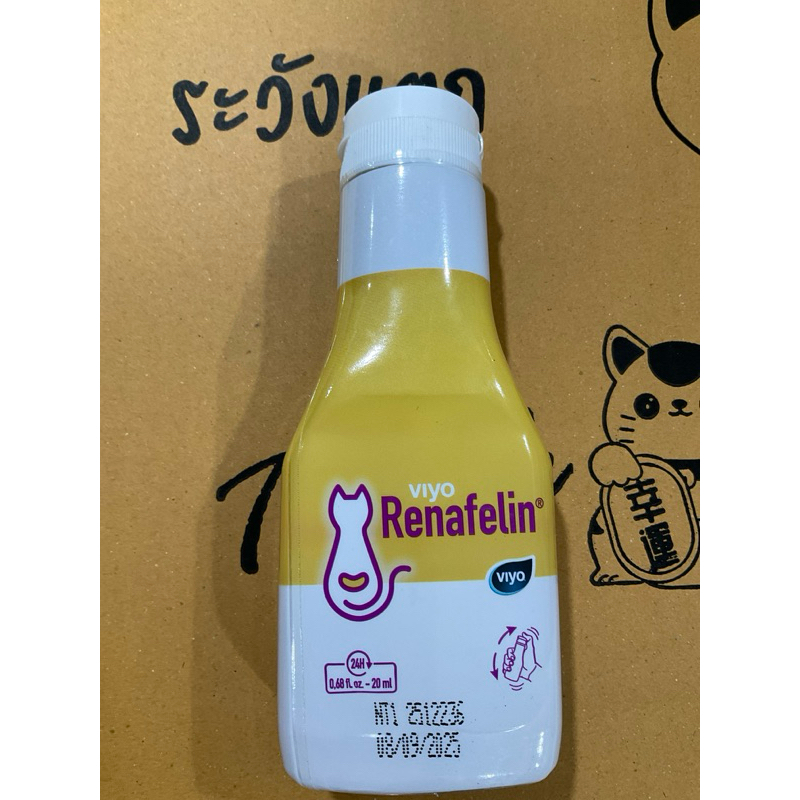 ระวังแตก
viyo
Renafelin®
viyo
24H
0,68 fl. oz. - 20 ml
NT1 2512236
08/09/2025
幸
運